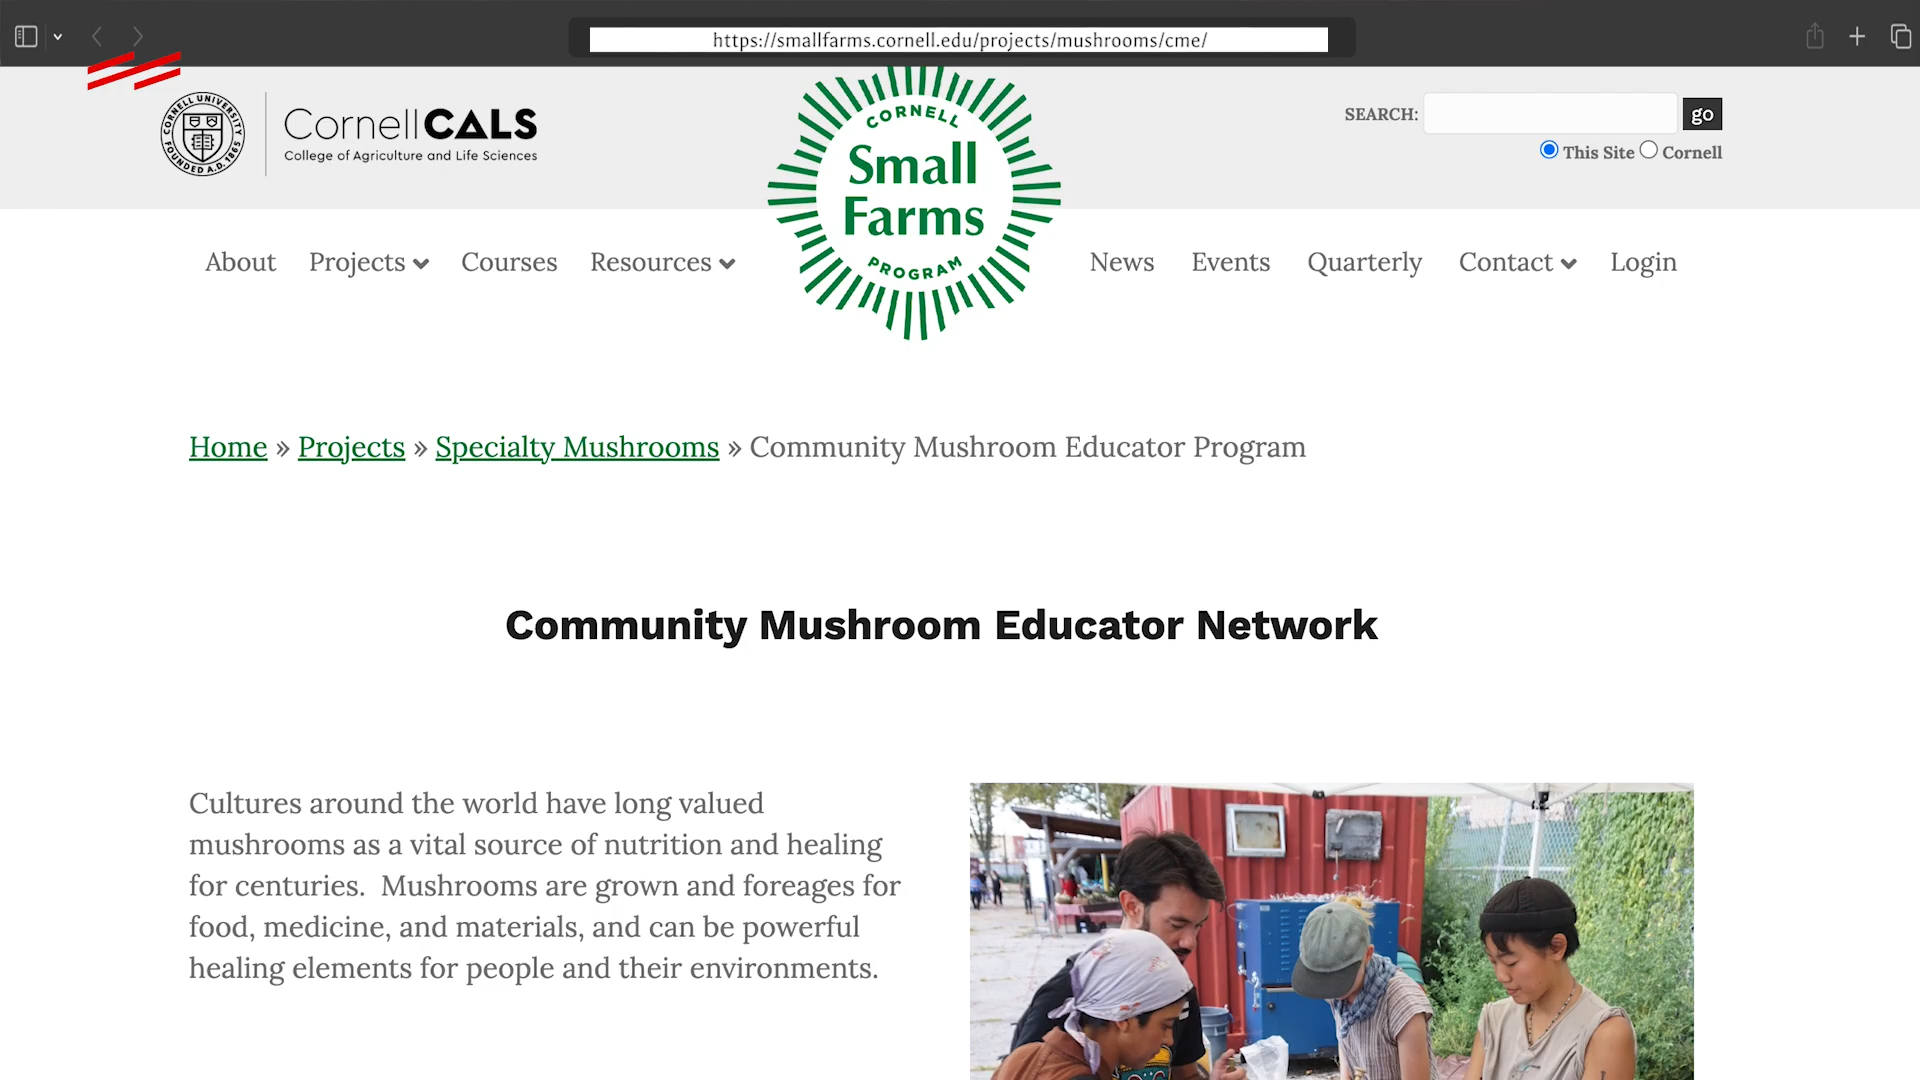 https://smallfarms.cornell.edu/projects/mushrooms/cme/
CORNELL UNIVERSITY
FOUNDED A.D. 1865
CornellCALS
College of Agriculture and Life Sciences
CORNELL
Small
Farms
PROGRAM
SEARCH:
go
This Site
Cornell
About
Projects
Courses
Resources
News
Events
Quarterly
Contact
Login
Home » Projects » Specialty Mushrooms » Community Mushroom Educator Program
Community Mushroom Educator Network
Cultures around the world have long valued
mushrooms as a vital source of nutrition and healing
for centuries.  Mushrooms are grown and foreages for
food, medicine, and materials, and can be powerful
healing elements for people and their environments.